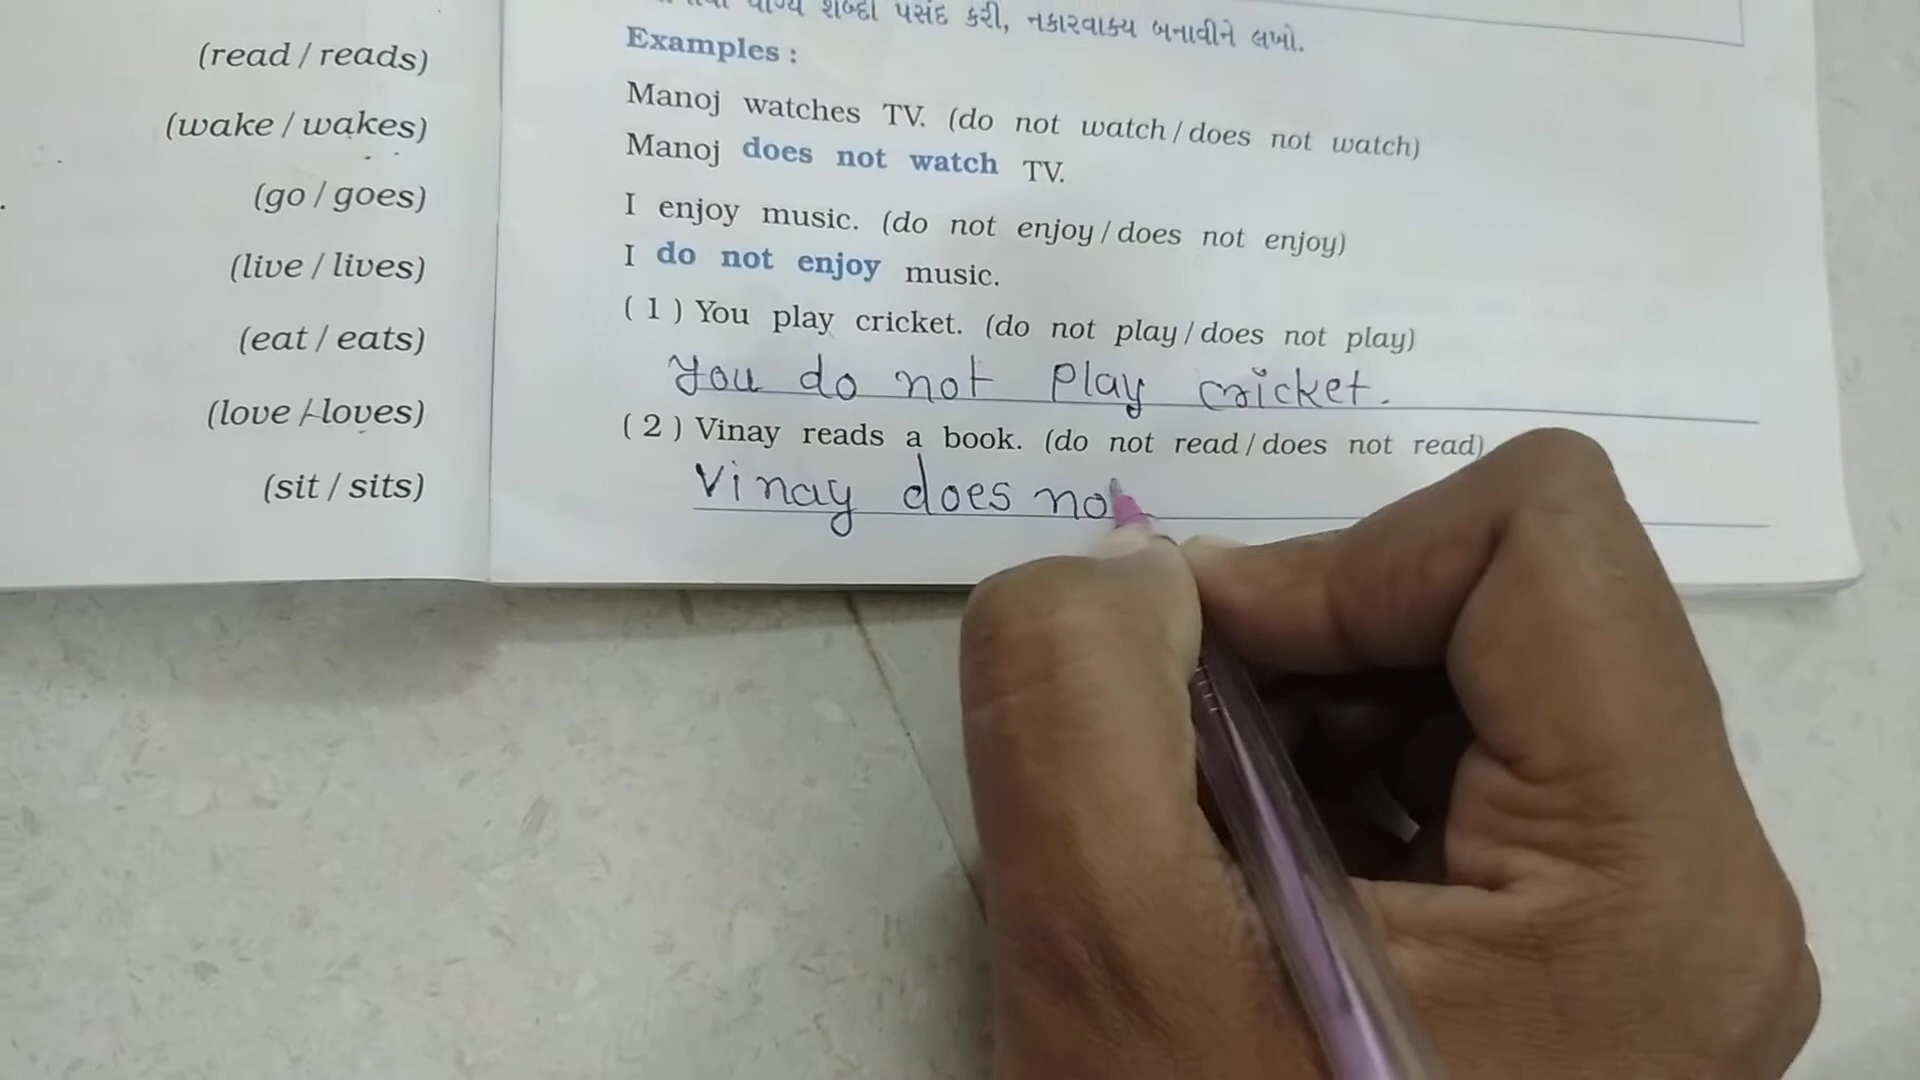 (read / reads)
(wake / wakes)
(go / goes)
(live / lives)
(eat / eats)
(love / loves)
(sit / sits)
યોગ્ય શબ્દો પસંદ કરી, નકારવાક્ય બનાવીને લખો.
Examples :
Manoj watches TV. (do not watch / does not watch)
Manoj does not watch TV.
I enjoy music. (do not enjoy / does not enjoy)
I do not enjoy music.
( 1 ) You play cricket. (do not play / does not play)
You do not Play cricket.
( 2 ) Vinay reads a book. (do not read / does not read)
Vinay does no